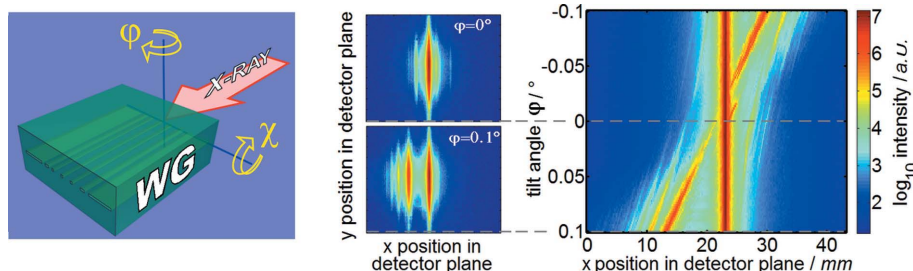 φ
X-RAY
χ
WG
y position in detector plane
φ=0°
φ=0.1°
x position in
detector plane
tilt angle φ / °
-0.1
-0.05
0
0.05
0.1
0 10 20 30 40
x position in detector plane / mm
7
6
5
4
3
2
log10 intensity / a.u.